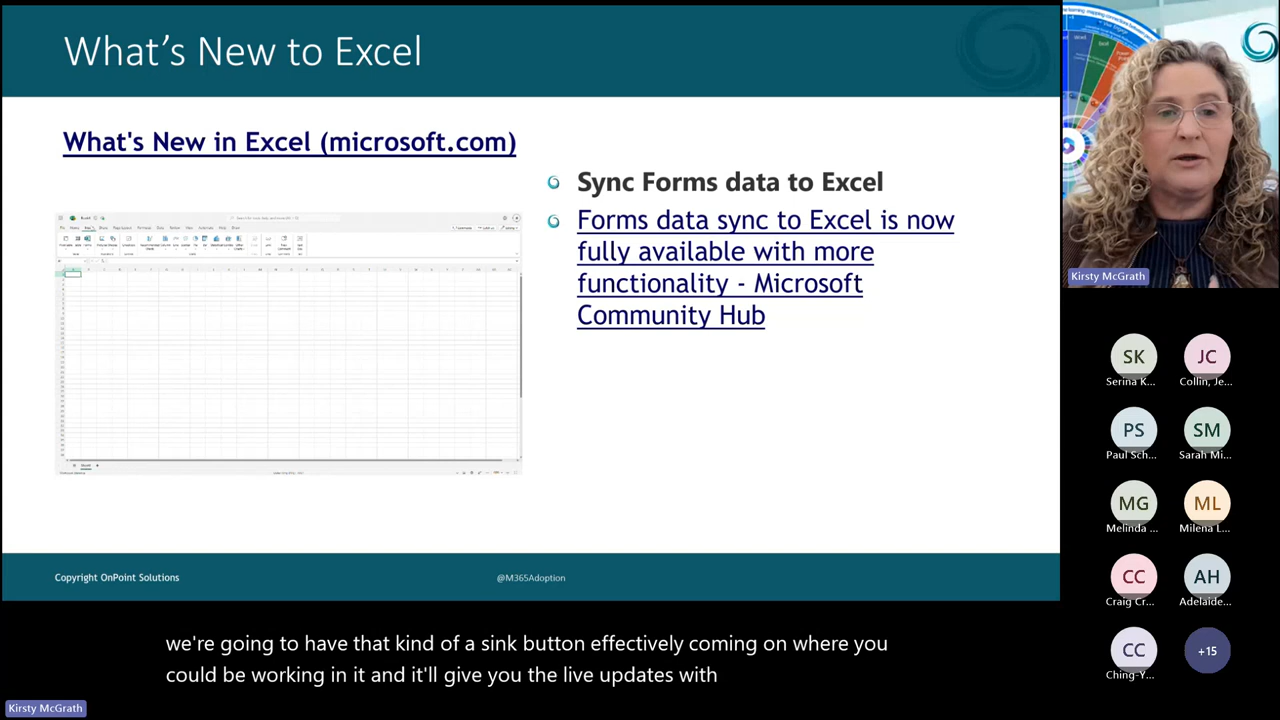 What's New to Excel
What's New in Excel (microsoft.com)
Sync Forms data to Excel
Forms data sync to Excel is now
fully available with more
functionality - Microsoft
Community Hub
Copyright OnPoint Solutions
@M365Adoption
Kirsty McGrath
SK
Serina K...
JC
Collin, Je...
PS
Paul Sch...
SM
Sarah Mi...
MG
Melinda ...
ML
Milena L...
CC
Craig Cr...
AH
Adelaide...
CC
Ching-Y...
+15
we're going to have that kind of a sink button effectively coming on where you
could be working in it and it'll give you the live updates with
Kirsty McGrath